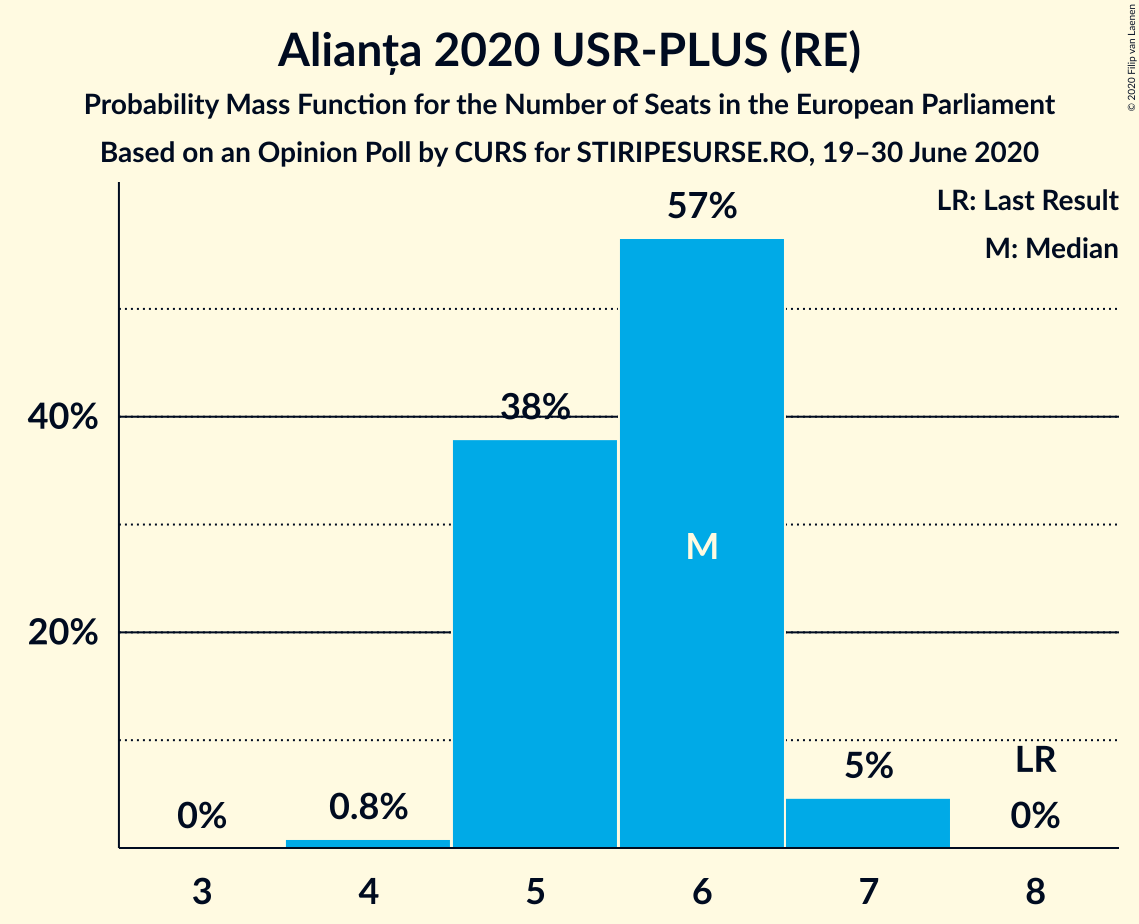 Alianța 2020 USR-PLUS (RE)
Probability Mass Function for the Number of Seats in the European Parliament
Based on an Opinion Poll by CURS for STIRIPESURSE.RO, 19–30 June 2020
© 2020 Filip van Laenen
LR: Last Result
M: Median
57%
38%
40%
M
20%
5%
LR
0%
0.8%
0%
3 4 5 6 7 8